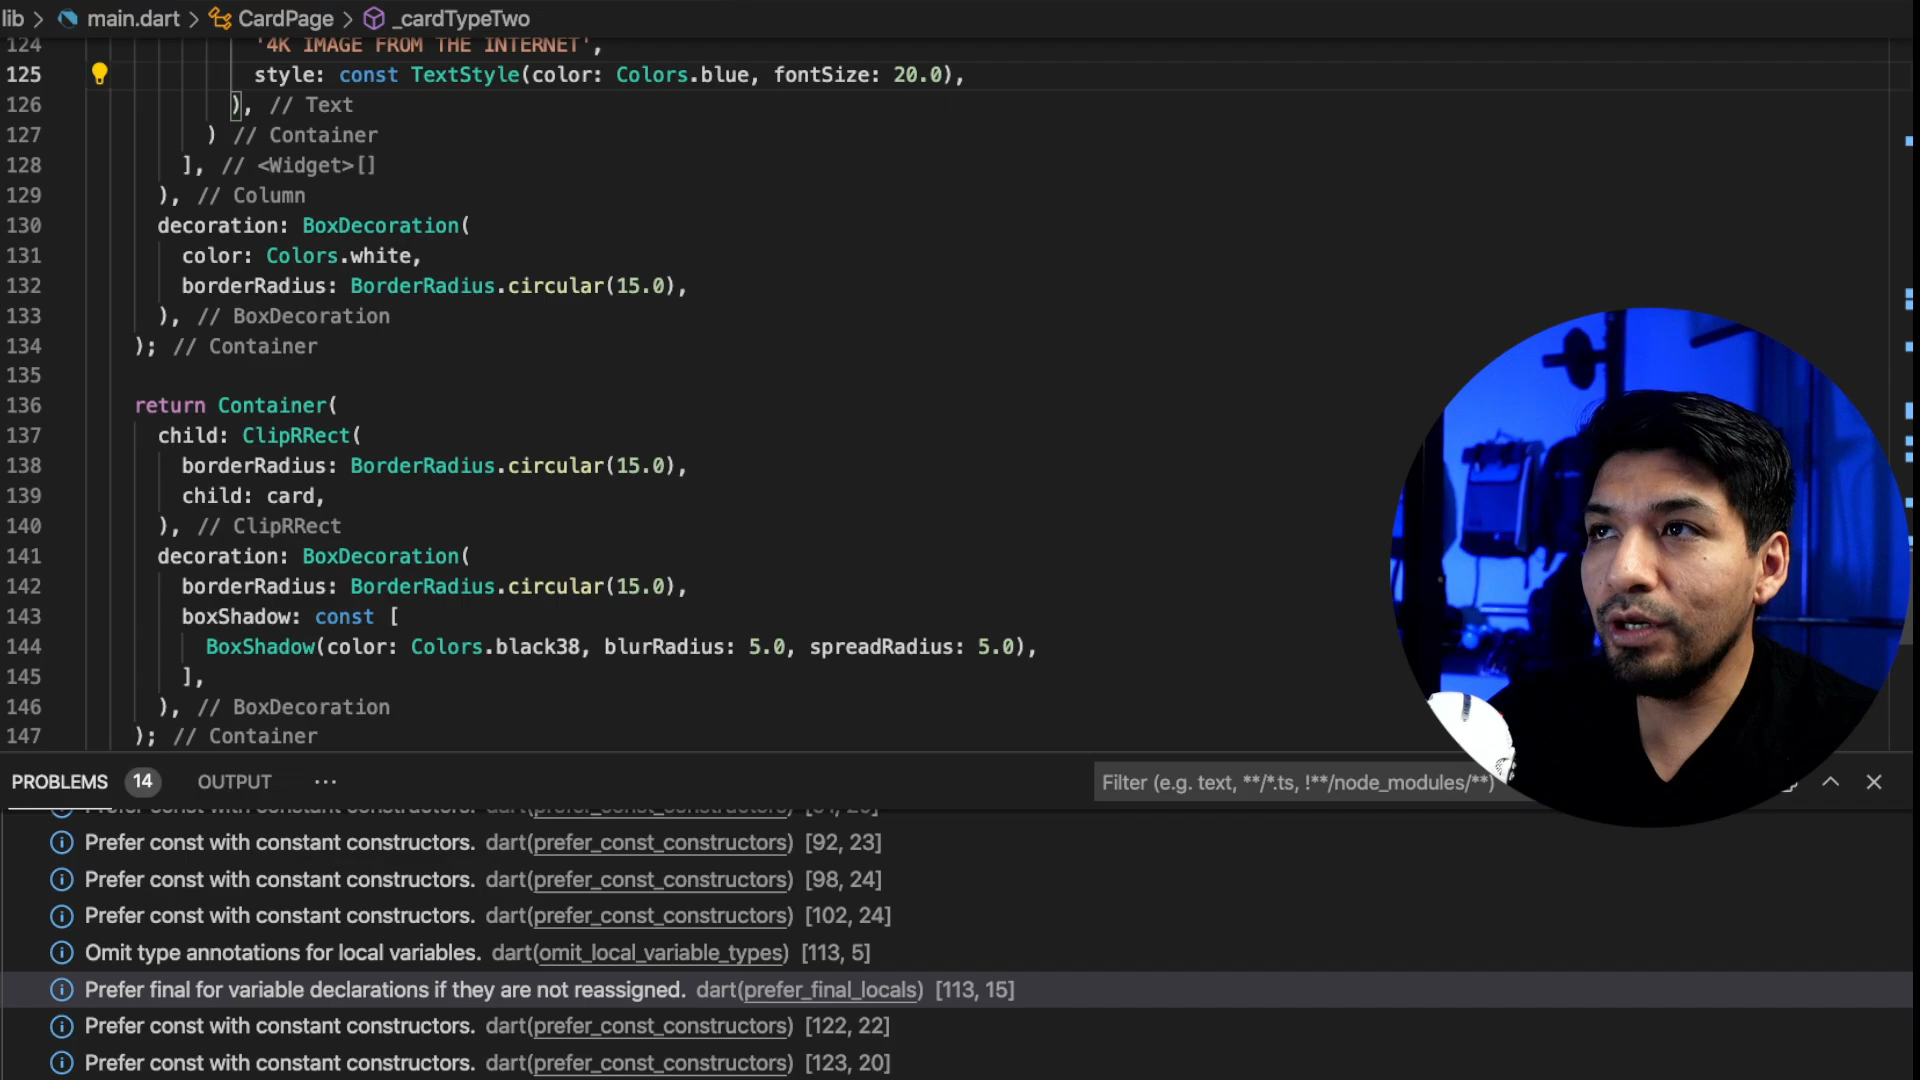 lib > main.dart > CardPage > _cardTypeTwo
124 '4K IMAGE FROM THE INTERNET',
125 style: const TextStyle(color: Colors.blue, fontSize: 20.0),
126 ), // Text
127 ) // Container
128 ], // <Widget>[]
129 ), // Column
130 decoration: BoxDecoration(
131 color: Colors.white,
132 borderRadius: BorderRadius.circular(15.0),
133 ), // BoxDecoration
134 ); // Container
135
136 return Container(
137 child: ClipRRect(
138 borderRadius: BorderRadius.circular(15.0),
139 child: card,
140 ), // ClipRRect
141 decoration: BoxDecoration(
142 borderRadius: BorderRadius.circular(15.0),
143 boxShadow: const [
144 BoxShadow(color: Colors.black38, blurRadius: 5.0, spreadRadius: 5.0),
145 ],
146 ), // BoxDecoration
147 ); // Container
PROBLEMS 14 OUTPUT ··· Filter (e.g. text, **/*.ts, !**/node_modules/**)
Prefer const with constant constructors. dart(prefer_const_constructors)
Prefer const with constant constructors. dart(prefer_const_constructors) [92, 23]
Prefer const with constant constructors. dart(prefer_const_constructors) [98, 24]
Prefer const with constant constructors. dart(prefer_const_constructors) [102, 24]
Omit type annotations for local variables. dart(omit_local_variable_types) [113, 5]
Prefer final for variable declarations if they are not reassigned. dart(prefer_final_locals) [113, 15]
Prefer const with constant constructors. dart(prefer_const_constructors) [122, 22]
Prefer const with constant constructors. dart(prefer_const_constructors) [123, 20]